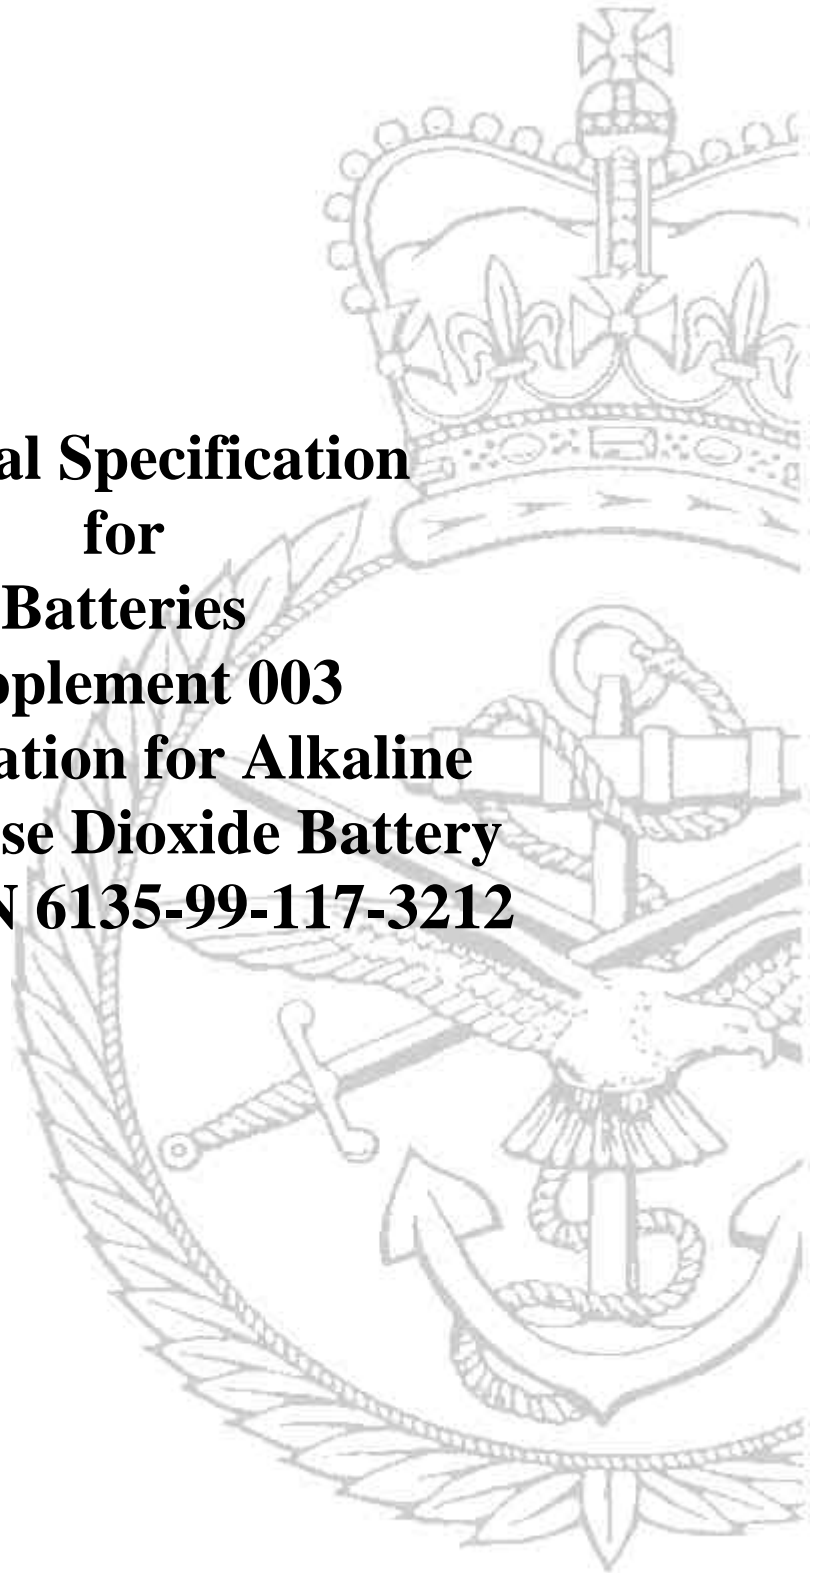 al Specification
for
Batteries
pplement 003
ation for Alkaline
se Dioxide Battery
N 6135-99-117-3212